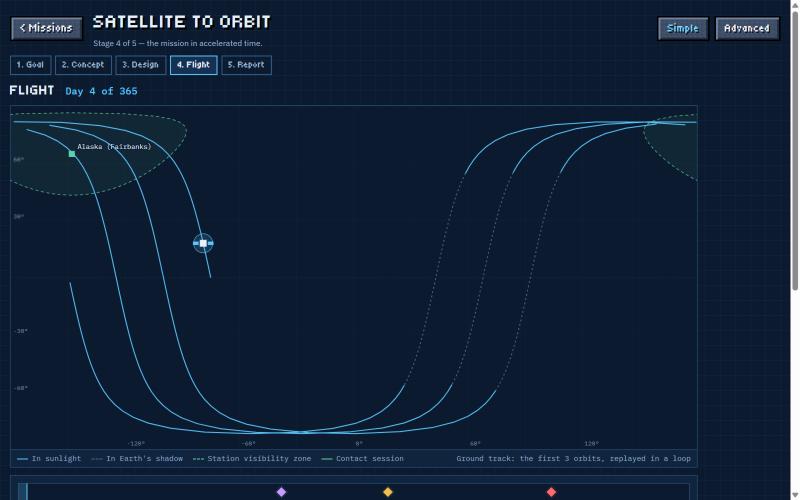 < Missions
SATELLITE TO ORBIT
Stage 4 of 5 — the mission in accelerated time.
Simple
Advanced
1. Goal
2. Concept
3. Design
4. Flight
5. Report
FLIGHT
Day 4 of 365
Alaska (Fairbanks)
60°
30°
-30°
-60°
-120°
-60°
0°
60°
120°
In sunlight
In Earth's shadow
Station visibility zone
Contact session
Ground track: the first 3 orbits, replayed in a loop